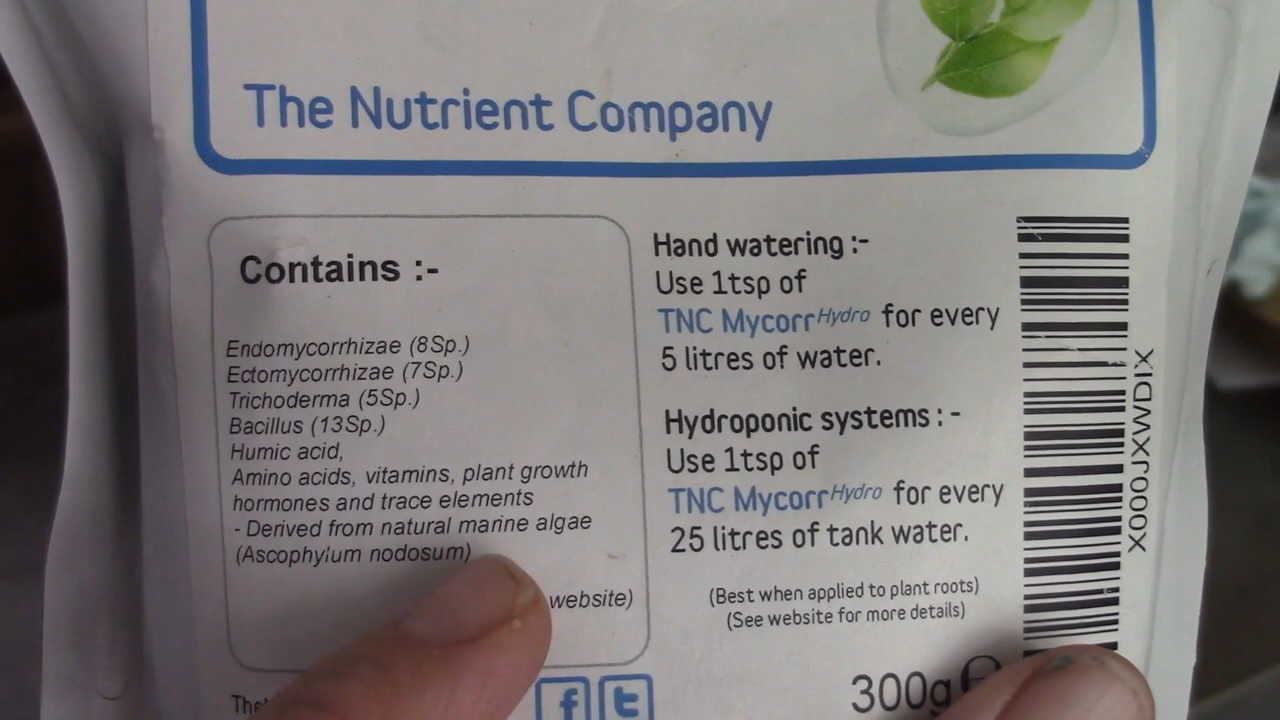 The Nutrient Company
Contains :-
Endomycorrhizae (8Sp.)
Ectomycorrhizae (7Sp.)
Trichoderma (5Sp.)
Bacillus (13Sp.)
Humic acid,
Amino acids, vitamins, plant growth
hormones and trace elements
- Derived from natural marine algae
(Ascophylum nodosum)
website)
Hand watering :-
Use 1tsp of
TNC MycorrHydro for every
5 litres of water.
Hydroponic systems : -
Use 1tsp of
TNC MycorrHydro for every
25 litres of tank water.
(Best when applied to plant roots)
(See website for more details)
300g e
X000JXWDIX
f t